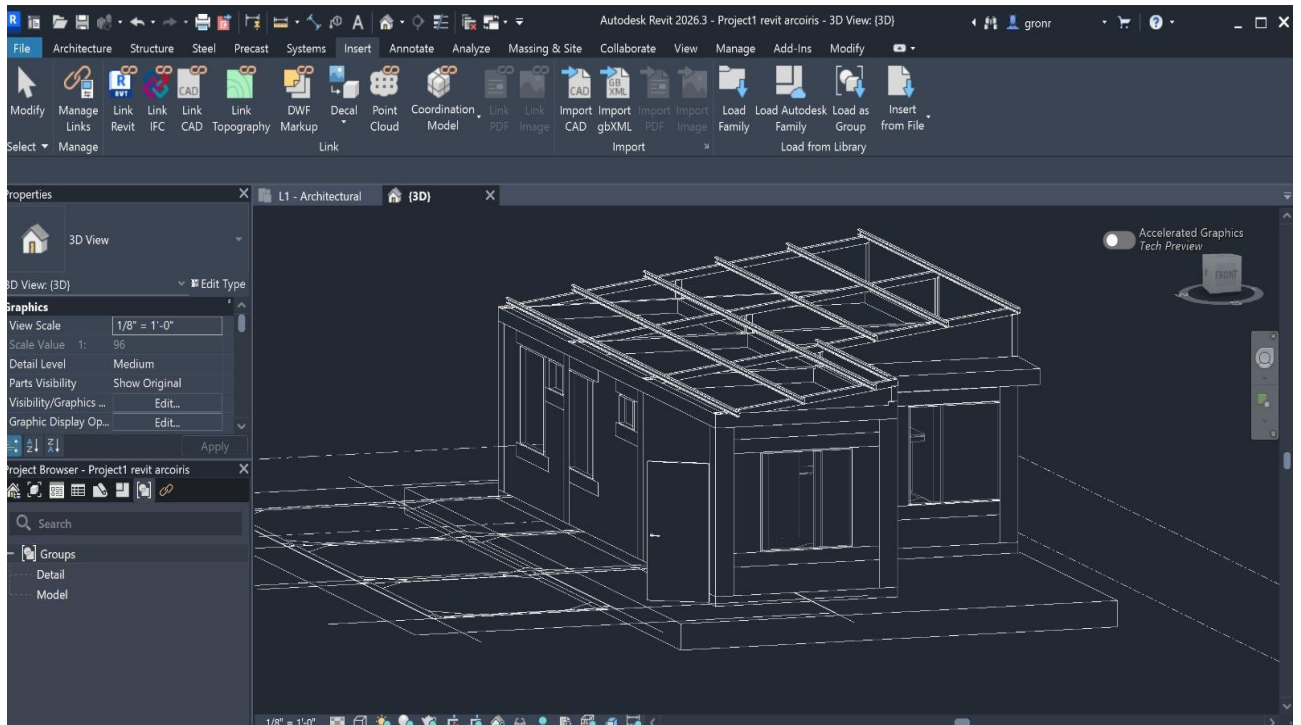 R
A
Autodesk Revit 2026.3 - Project1 revit arcoiris - 3D View: {3D}
gronr
?
File Architecture Structure Steel Precast Systems Insert Annotate Analyze Massing & Site Collaborate View Manage Add-Ins Modify
R RVT CAD CAD GB XML
Modify Manage Links Link Revit Link IFC Link CAD Link Topography DWF Markup Decal Point Cloud Coordination Model Link PDF Link Image Import CAD Import gbXML Import PDF Import Image Load Family Load Autodesk Family Load as Group Insert from File
Select Manage Link Import Load from Library
Properties L1 - Architectural {3D}
3D View
Accelerated Graphics
Tech Preview
FRONT
3D View: {3D} Edit Type
Graphics
View Scale 1/8" = 1'-0"
Scale Value 1: 96
Detail Level Medium
Parts Visibility Show Original
Visibility/Graphics ... Edit...
Graphic Display Op... Edit...
Apply
Project Browser - Project1 revit arcoiris
Search
Groups
Detail
Model
1/8" = 1'-0"